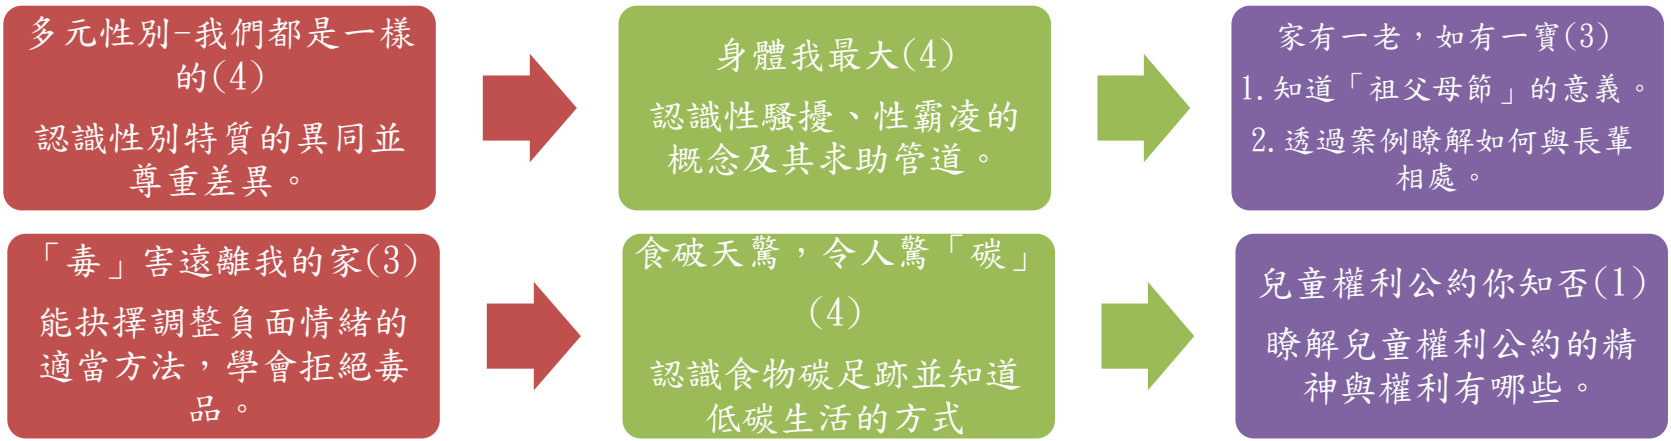 多元性別-我們都是一樣
的(4)
認識性別特質的異同並
尊重差異。
身體我最大(4)
認識性騷擾、性霸凌的
概念及其求助管道。
家有一老，如有一寶(3)
1.知道「祖父母節」的意義。
2.透過案例瞭解如何與長輩
相處。
「毒」害遠離我的家(3)
能抉擇調整負面情緒的
適當方法，學會拒絕毒
品。
食破天驚，令人驚「碳」
(4)
認識食物碳足跡並知道
低碳生活的方式
兒童權利公約你知否(1)
瞭解兒童權利公約的精
神與權利有哪些。